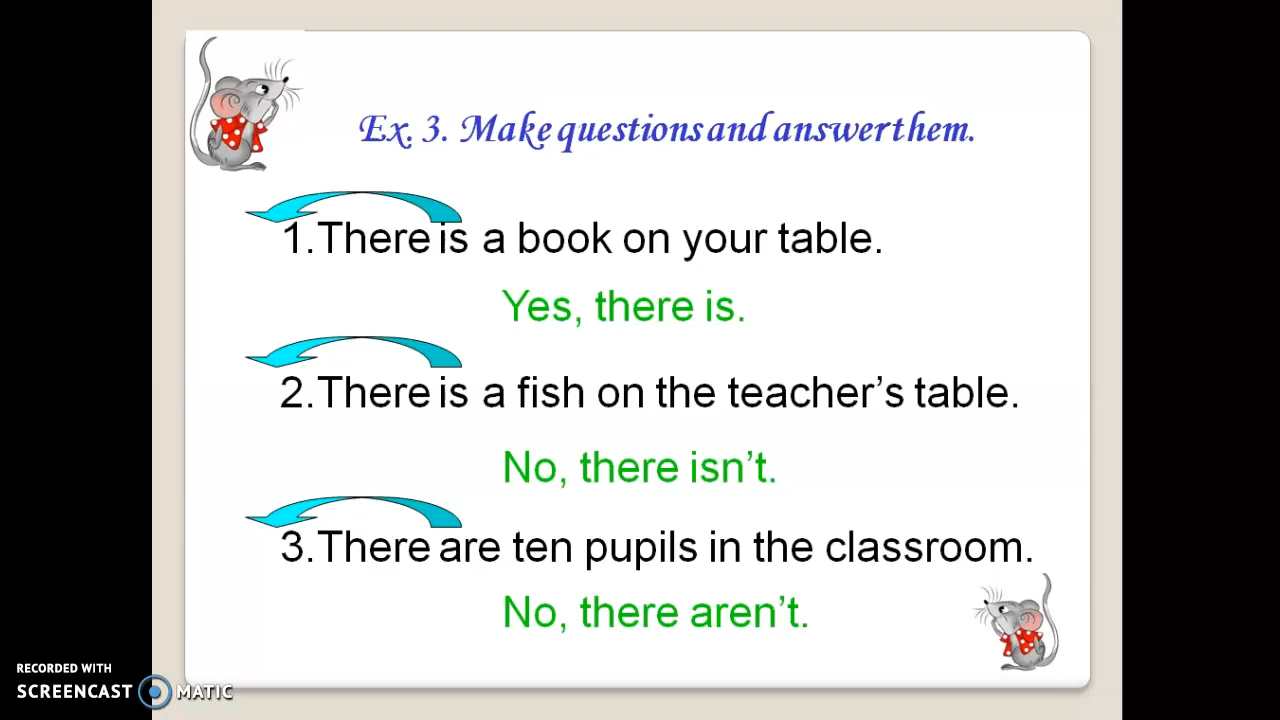 Ex. 3. Make questions and answer them.
1.There is a book on your table.
Yes, there is.
2.There is a fish on the teacher’s table.
No, there isn’t.
3.There are ten pupils in the classroom.
No, there aren’t.
RECORDED WITH
SCREENCAST MATIC